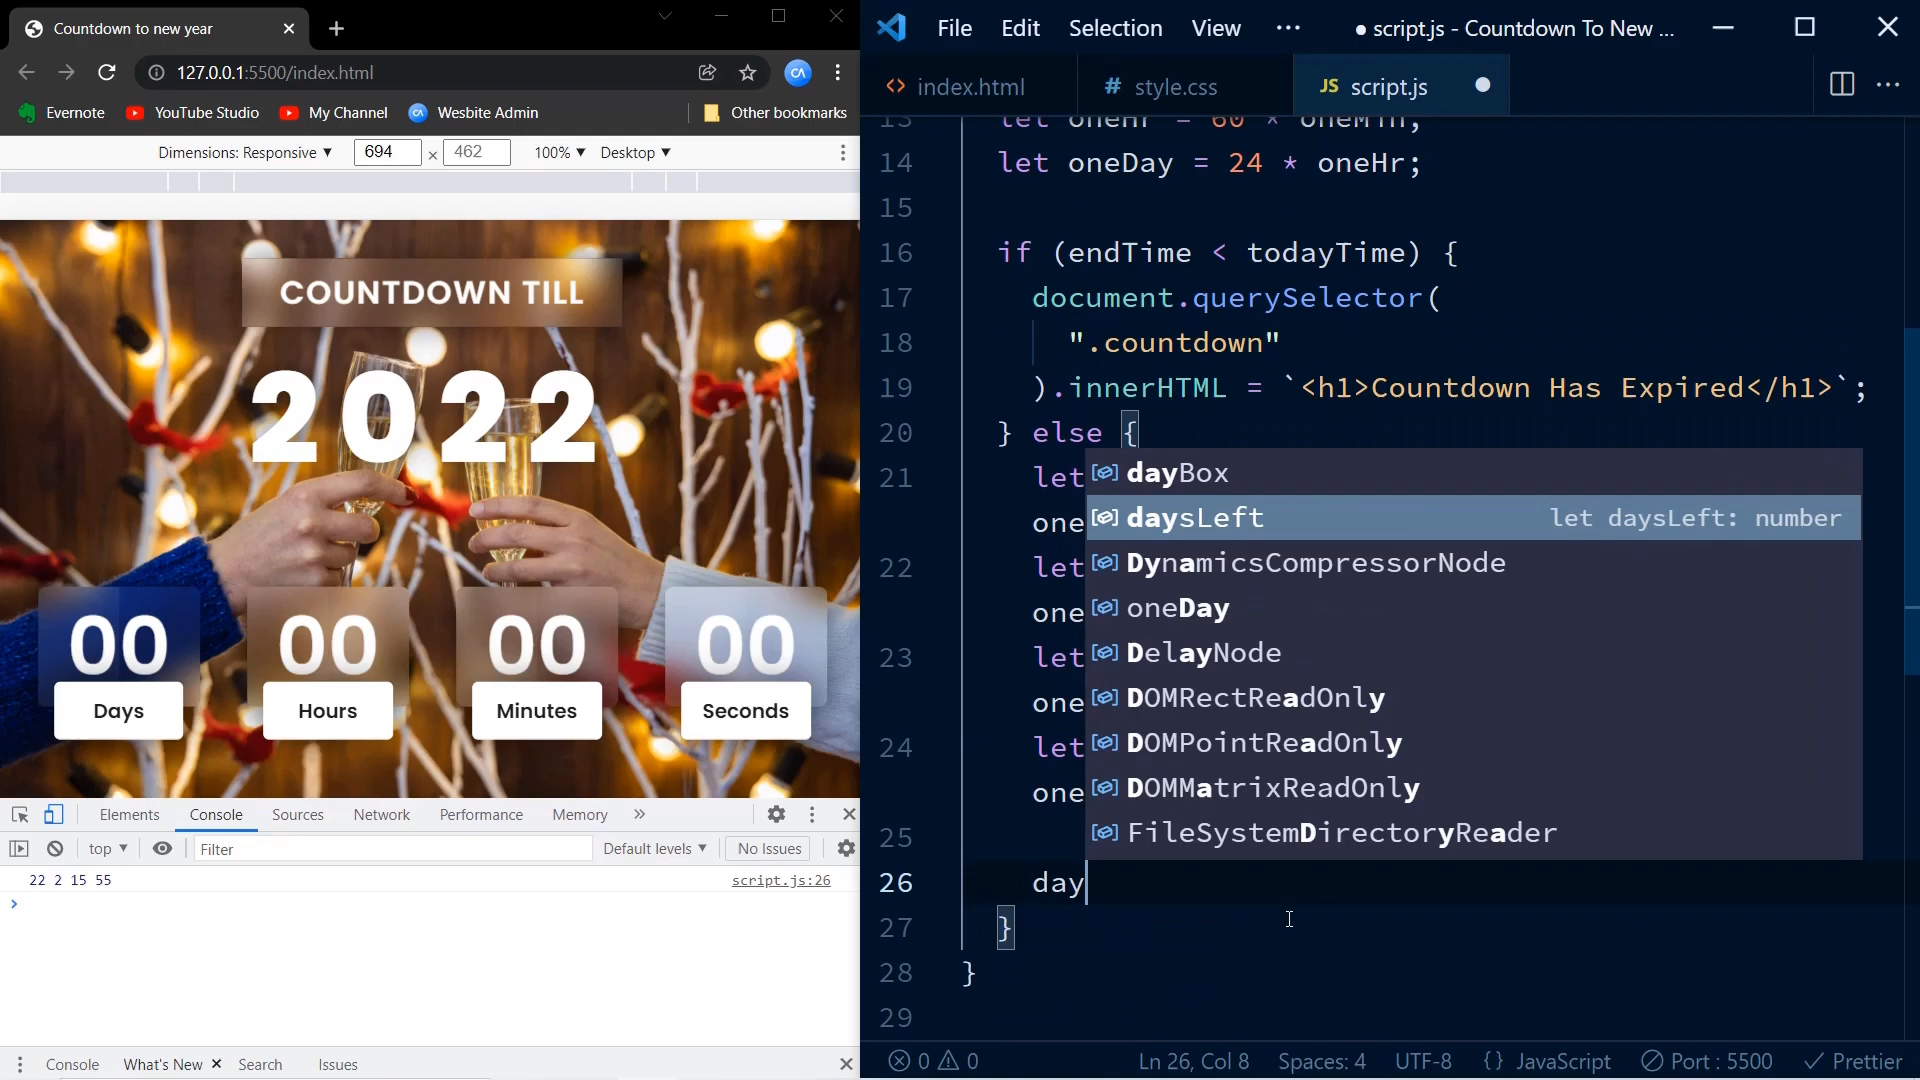 Countdown to new year
127.0.0.1:5500/index.html
Evernote
YouTube Studio
My Channel
CA Wesbite Admin
Other bookmarks
Dimensions: Responsive
694 × 462
100%
Desktop
COUNTDOWN TILL
2022
00 00 00 00
Days Hours Minutes Seconds
Elements Console Sources Network Performance Memory
top Filter Default levels No Issues
22 2 15 55 script.js:26
Console What's New Search Issues
File Edit Selection View
● script.js - Countdown To New ...
index.html # style.css JS script.js
13 let oneHr = 60 * oneMin;
14 let oneDay = 24 * oneHr;
15
16 if (endTime < todayTime) {
17 document.querySelector(
18 ".countdown"
19 ).innerHTML = `<h1>Countdown Has Expired</h1>`;
20 } else {
21 let
one
22 let
one
23 let
one
24 let
one
25
26 day
27 }
28 }
29
dayBox
daysLeft let daysLeft: number
DynamicsCompressorNode
oneDay
DelayNode
DOMRectReadOnly
DOMPointReadOnly
DOMMatrixReadOnly
FileSystemDirectoryReader
0 0 Ln 26, Col 8 Spaces: 4 UTF-8 {} JavaScript Port : 5500 Prettier